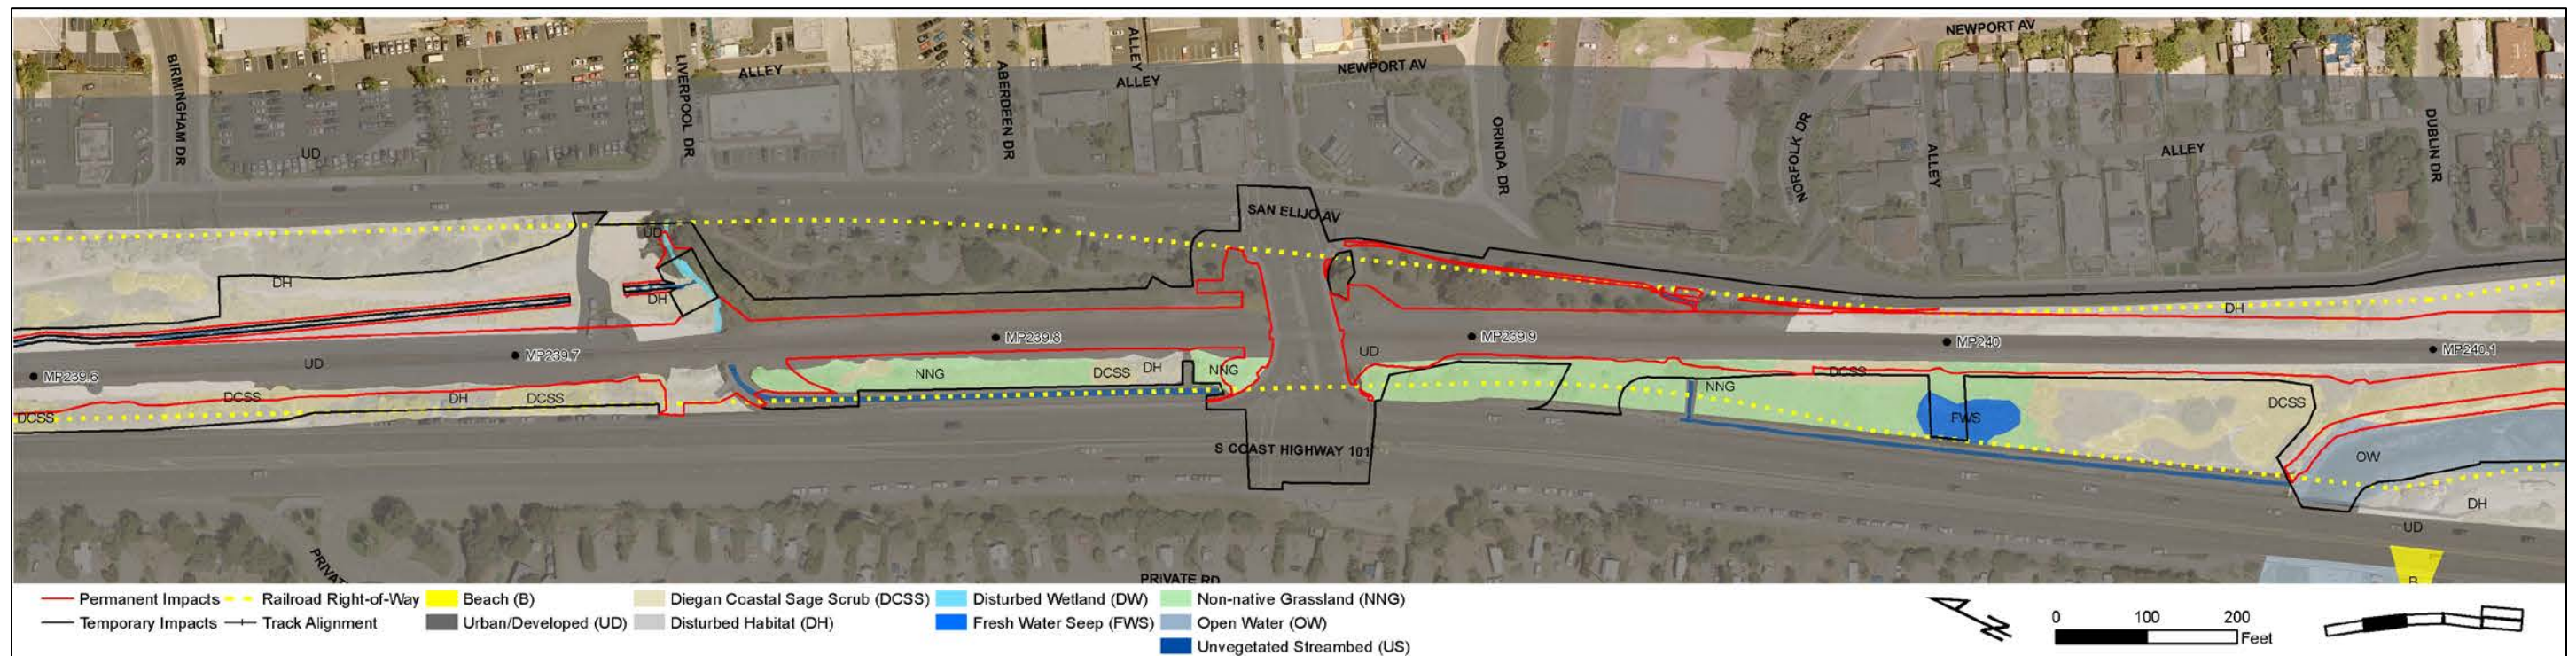 NEWPORT AV
BIRMINGHAM DR
LIVERPOOL DR
ALLEY
ABERDEEN DR
ALLEY
ALLEY
NEWPORT AV
ORINDA DR
NORFOLK DR
ALLEY
ALLEY
DUBLIN DR
UD
SAN ELIJO AV
UD
DH
DH
DH
MP239.6
UD
MP239.7
MP239.8
UD
MP239.9
MP240
MP240.1
DCSS
DCSS
DH
DCSS
NNG
DCSS
DH
NNG
DCSS
NNG
FWS
DCSS
S COAST HIGHWAY 101
OW
DH
UD
B
PRIVATE RD
Permanent Impacts
Temporary Impacts
Railroad Right-of-Way
Track Alignment
Beach (B)
Urban/Developed (UD)
Diegan Coastal Sage Scrub (DCSS)
Disturbed Habitat (DH)
Disturbed Wetland (DW)
Fresh Water Seep (FWS)
Non-native Grassland (NNG)
Open Water (OW)
Unvegetated Streambed (US)
0 100 200
Feet